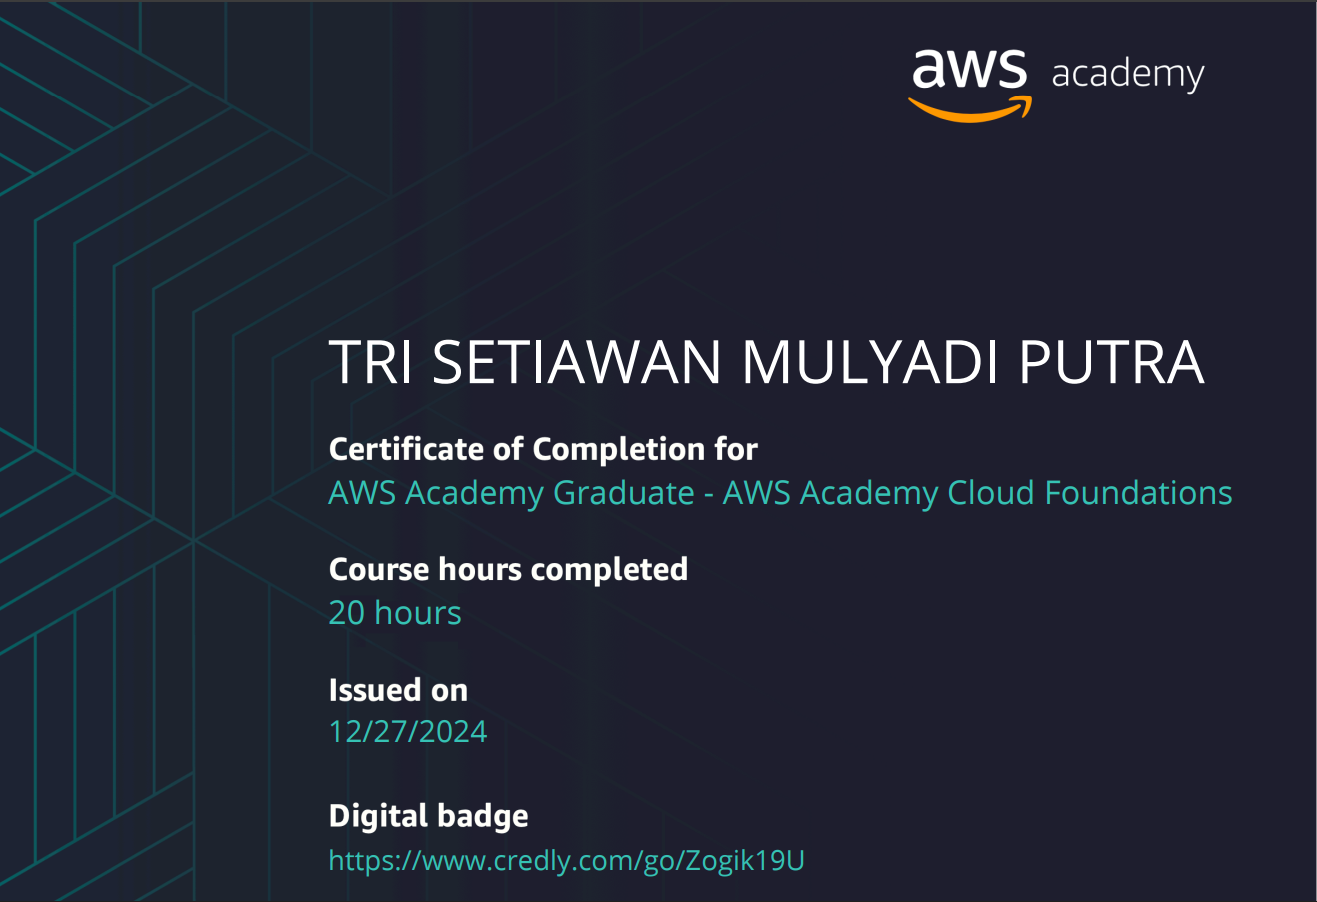 aws academy
TRI SETIAWAN MULYADI PUTRA
Certificate of Completion for
AWS Academy Graduate - AWS Academy Cloud Foundations
Course hours completed
20 hours
Issued on
12/27/2024
Digital badge
https://www.credly.com/go/Zogik19U